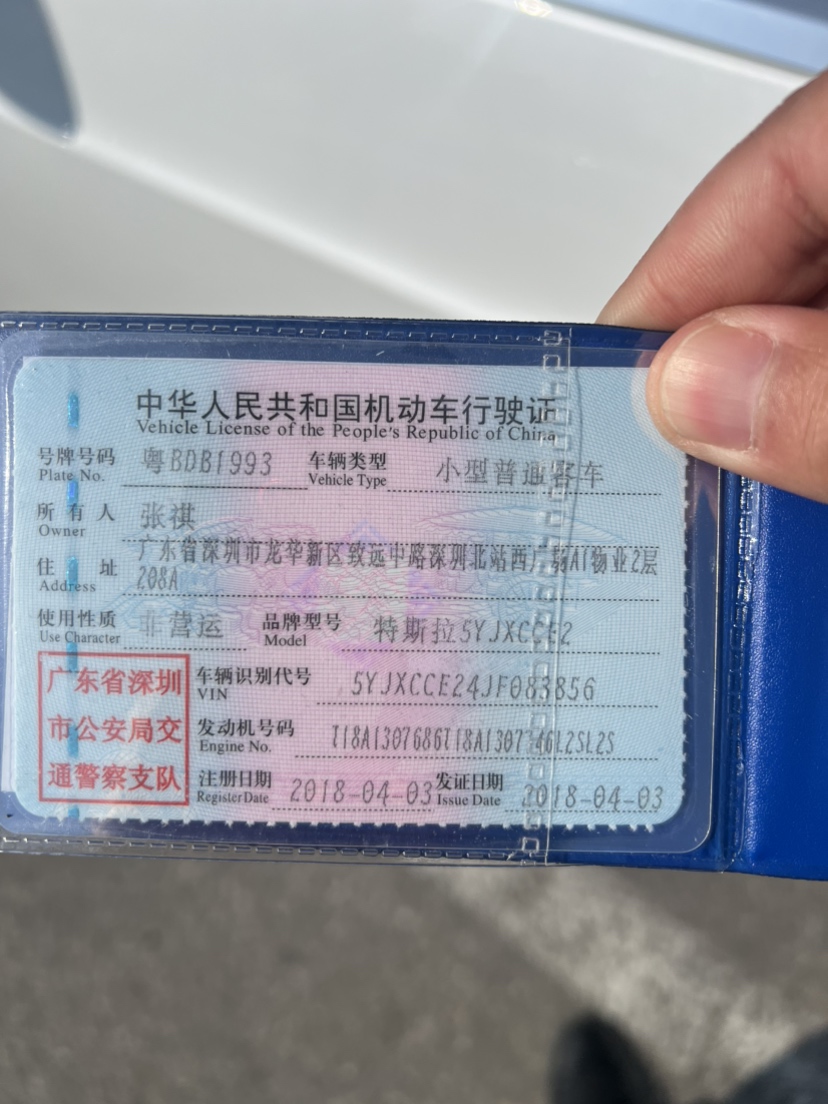 中华人民共和国机动车行驶证
Vehicle License of the People's Republic of China
号牌号码 粤BDB1993 车辆类型 小型普通客车
Plate No. Vehicle Type
所有人 张祺
Owner
广东省深圳市龙华新区致远中路深圳北站西广场A1物业2层
住址 208A
Address
使用性质 非营运 品牌型号 特斯拉5YJXCCE2
Use Character Model
广东省深圳
市公安局交
通警察支队
车辆识别代号 5YJXCCE24JF083856
VIN
发动机号码
Engine No.
注册日期 2018-04-03 发证日期 2018-04-03
Register Date Issue Date